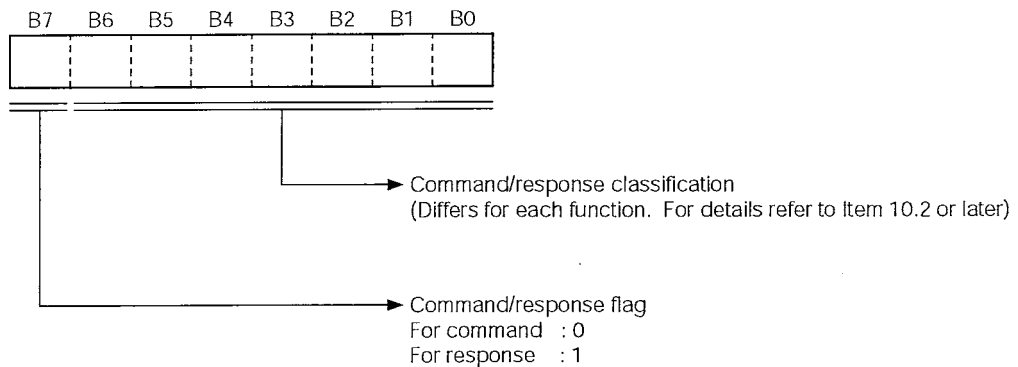 B7 B6 B5 B4 B3 B2 B1 B0
Command/response classification
(Differs for each function. For details refer to Item 10.2 or later)
Command/response flag
For command : 0
For response : 1